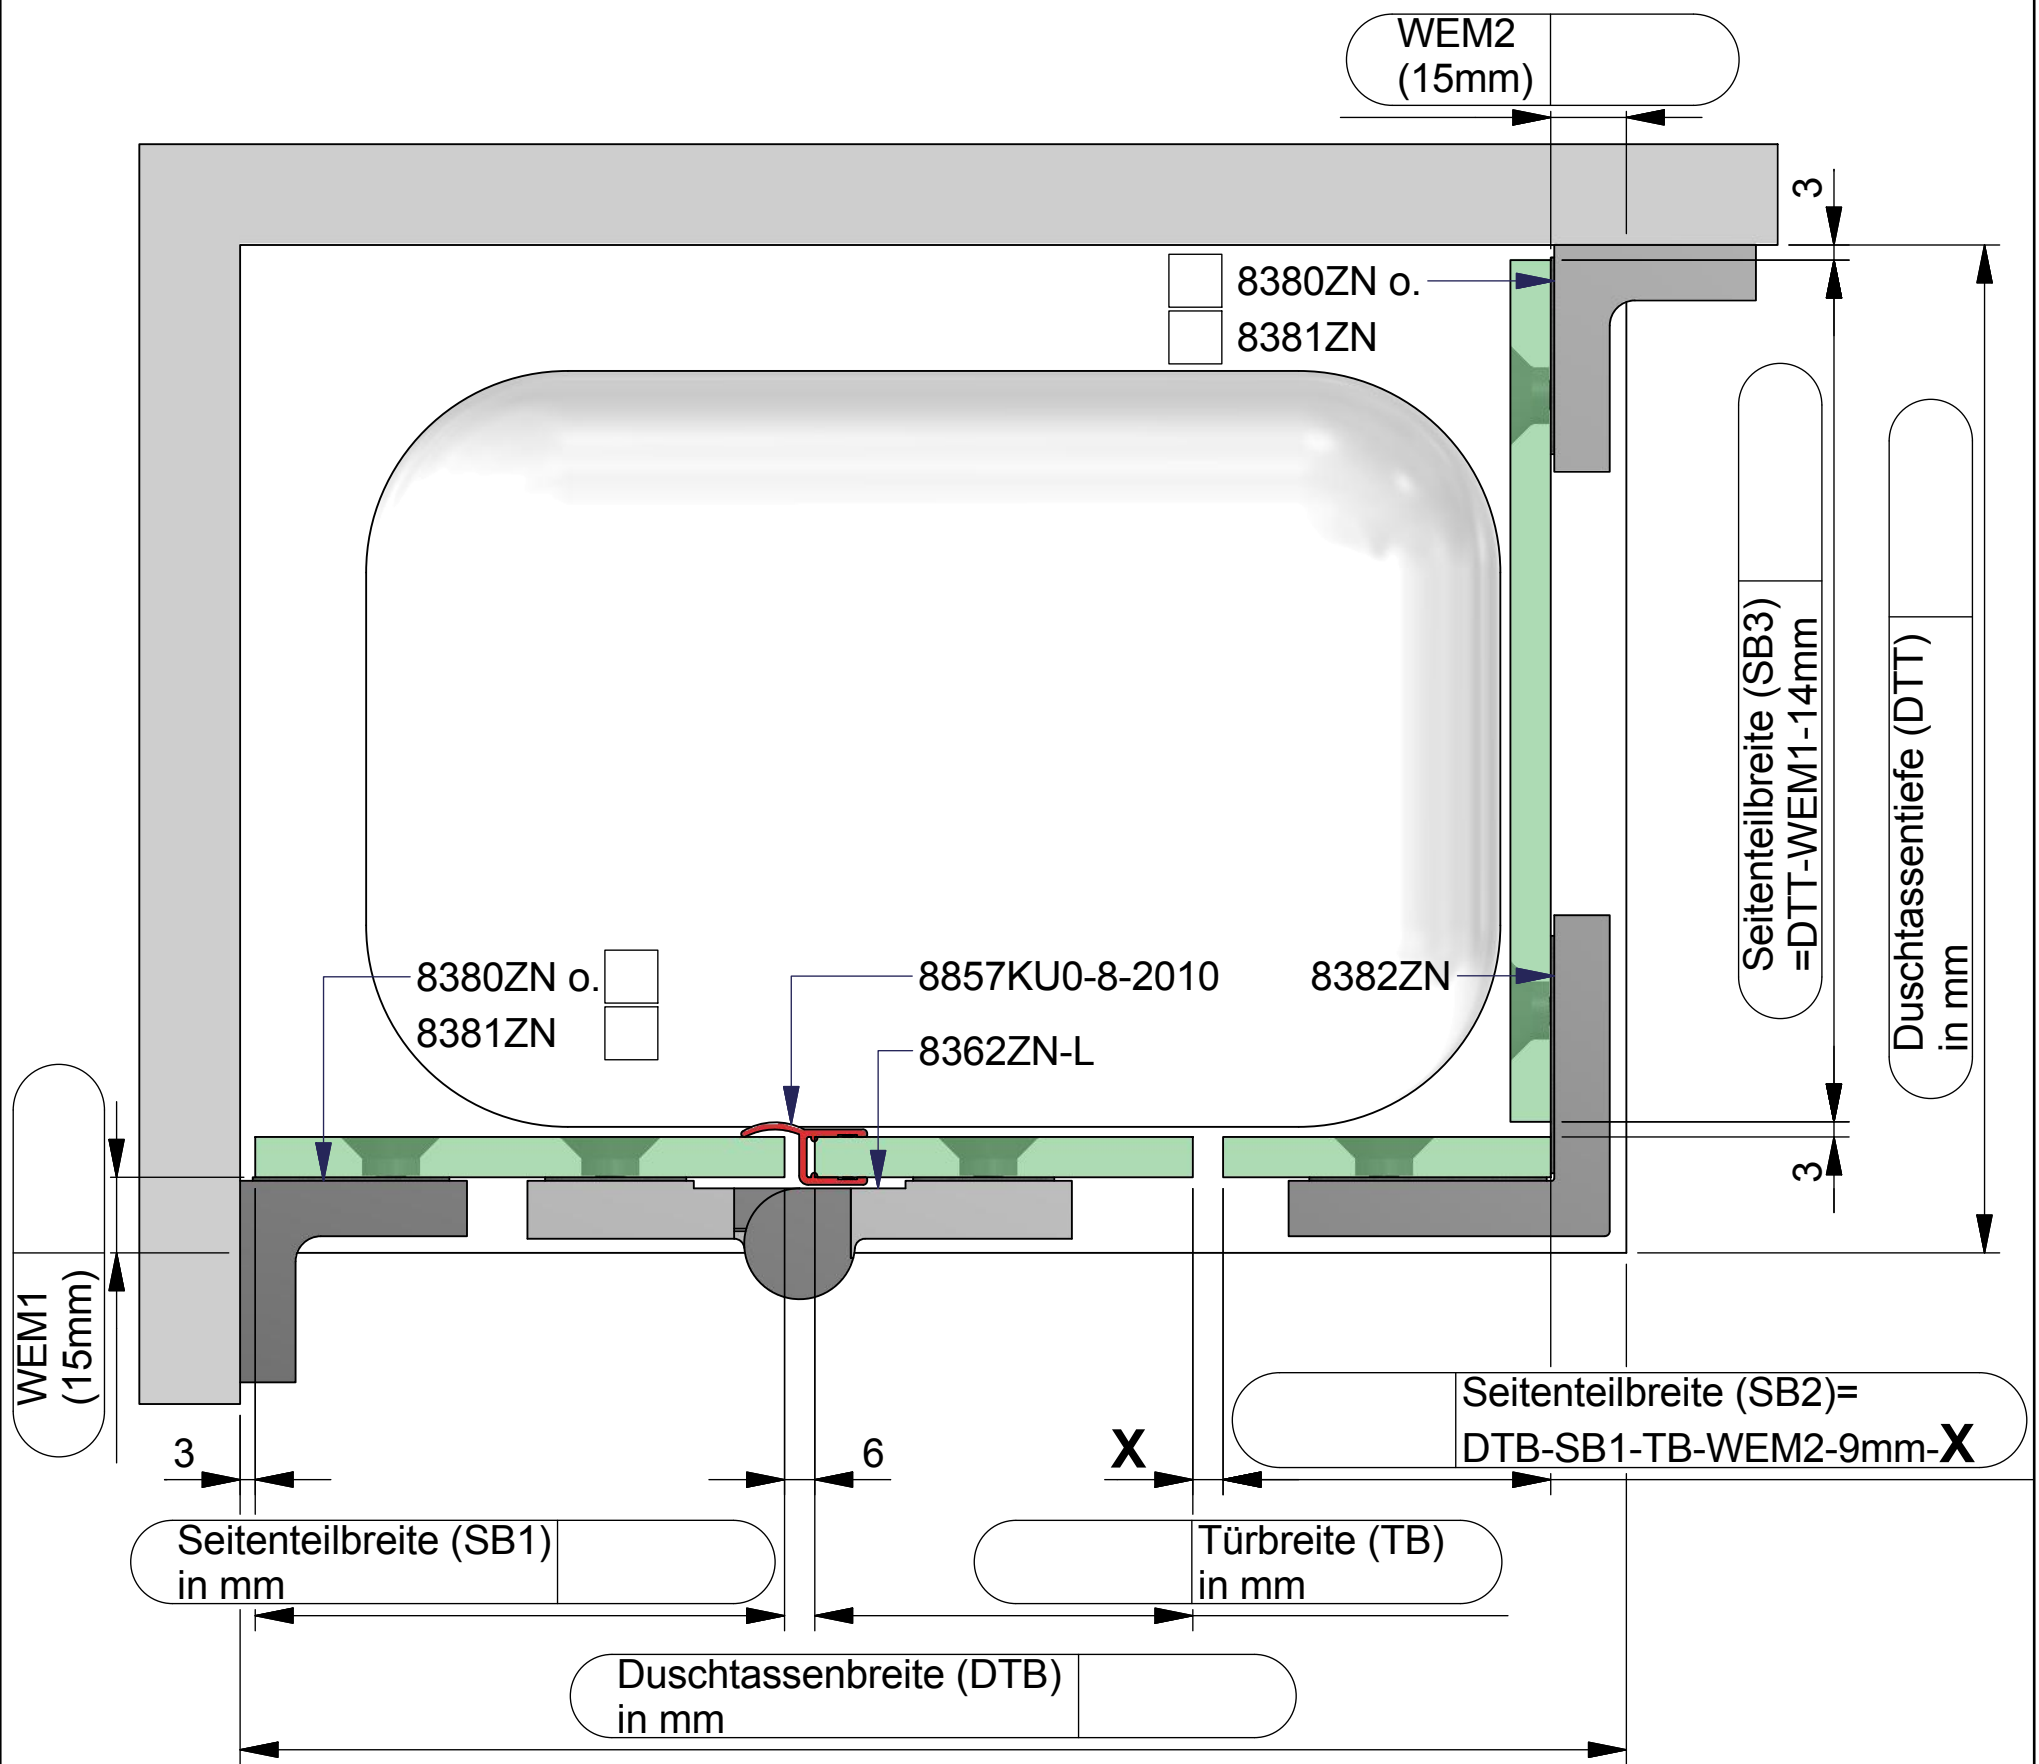 WEM2
(15mm)
3
8380ZN o.
8381ZN
Seitenteilbreite (SB3)
=DTT-WEM1-14mm
Duschtassentiefe (DTT)
in mm
8380ZN o.
8381ZN
8857KU0-8-2010
8382ZN
8362ZN-L
3
WEM1
(15mm)
Seitenteilbreite (SB2)=
DTB-SB1-TB-WEM2-9mm-X
3
6
X
Seitenteilbreite (SB1)
in mm
Türbreite (TB)
in mm
Duschtassenbreite (DTB)
in mm